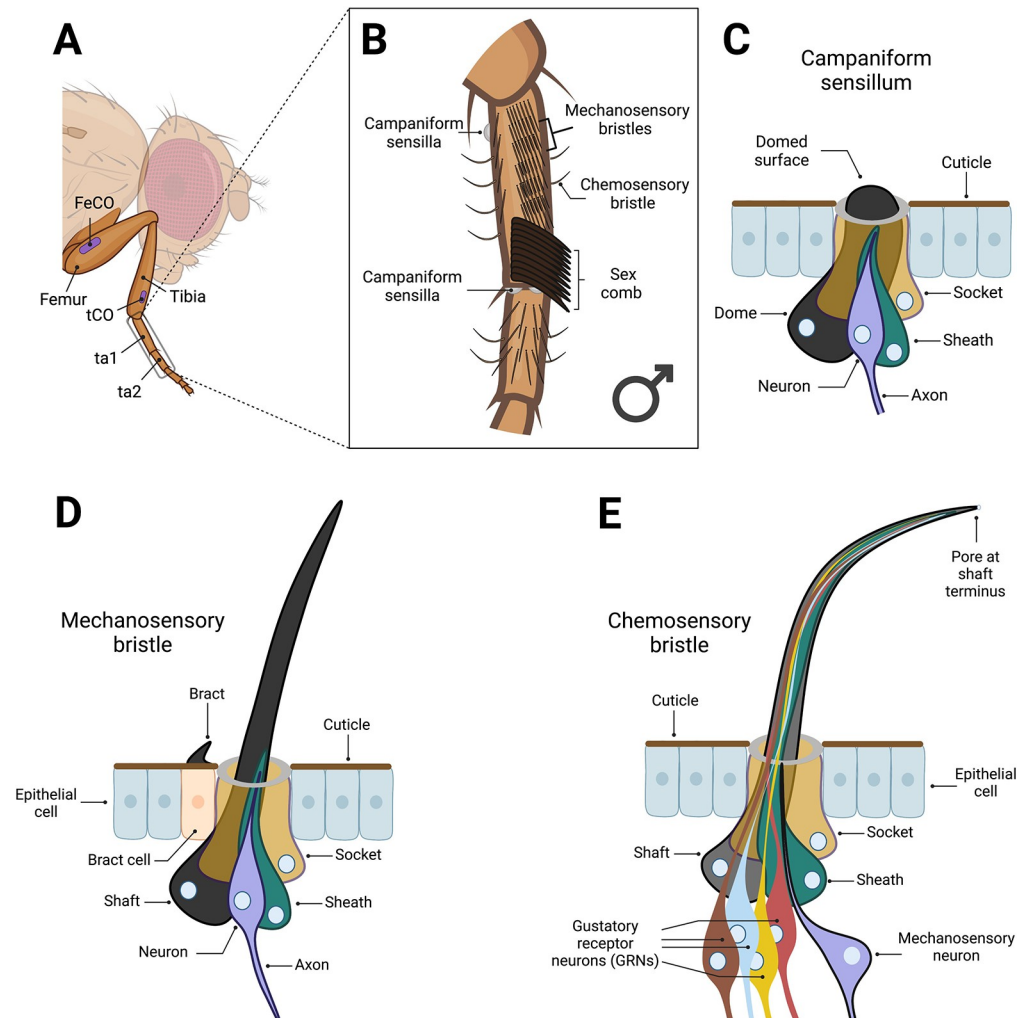 A
FeCO
Femur
Tibia
tCO
ta1
ta2
B
Campaniform
sensilla
Mechanosensory
bristles
Chemosensory
bristle
Campaniform
sensilla
Sex
comb
C
Campaniform
sensillum
Domed
surface
Cuticle
Dome
Socket
Sheath
Neuron
Axon
D
Mechanosensory
bristle
Bract
Cuticle
Epithelial
cell
Bract cell
Socket
Shaft
Sheath
Neuron
Axon
E
Pore at
shaft
terminus
Chemosensory
bristle
Cuticle
Epithelial
cell
Socket
Shaft
Sheath
Gustatory
receptor
neurons (GRNs)
Mechanosensory
neuron